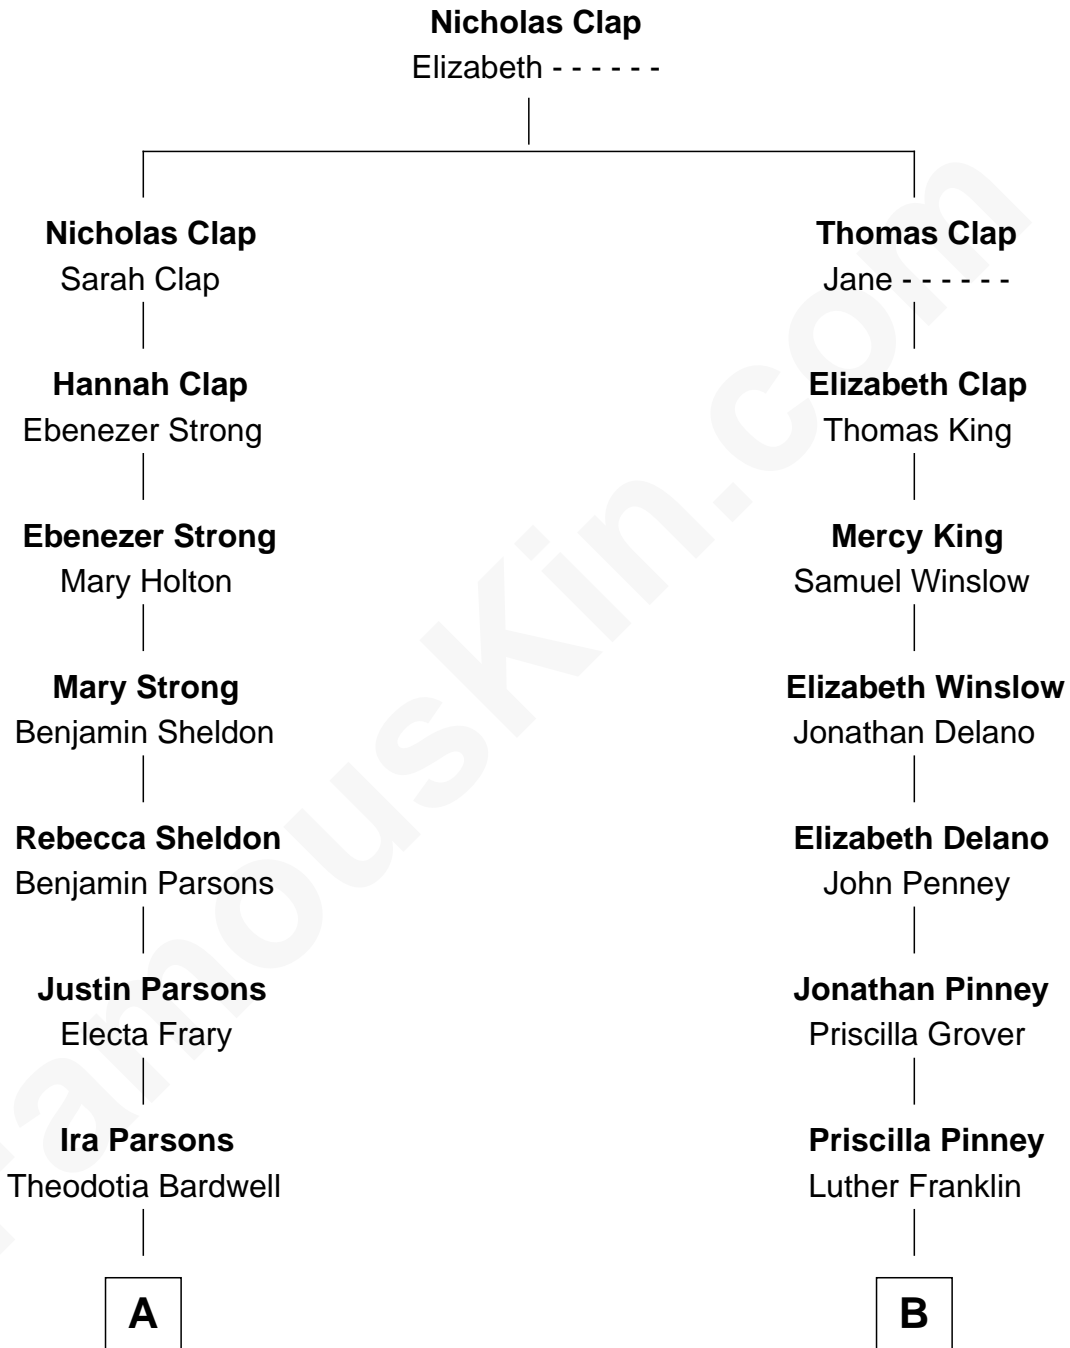 Nicholas Clap
Elizabeth - - - - - -
Nicholas Clap
Sarah Clap
Thomas Clap
Jane - - - - - -
Hannah Clap
Ebenezer Strong
Elizabeth Clap
Thomas King
Ebenezer Strong
Mary Holton
Mercy King
Samuel Winslow
Mary Strong
Benjamin Sheldon
Elizabeth Winslow
Jonathan Delano
Rebecca Sheldon
Benjamin Parsons
Elizabeth Delano
John Penney
Justin Parsons
Electa Frary
Jonathan Pinney
Priscilla Grover
Ira Parsons
Theodotia Bardwell
Priscilla Pinney
Luther Franklin
A
B
FamousKin.com